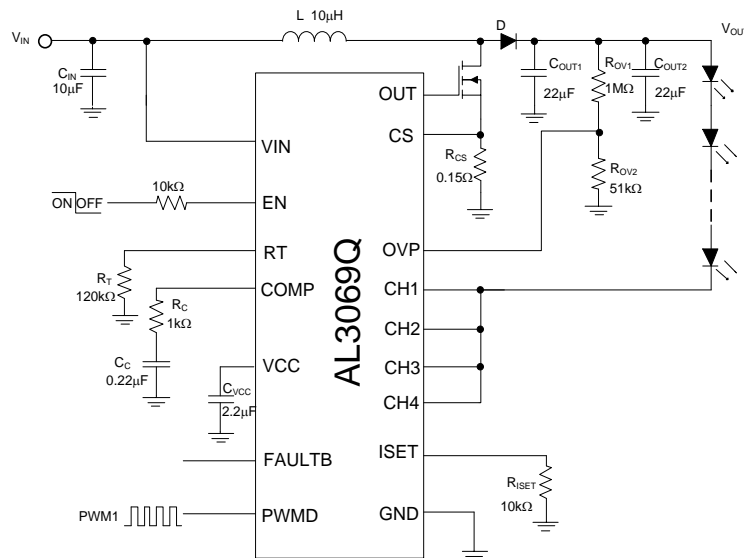 L 10μH
D
VIN
VOU
CIN
10μF
COUT1
22μF
ROV1
1MΩ
COUT2
22μF
OUT
CS
RCS
0.15Ω
VIN
ROV2
51kΩ
10kΩ
ON OFF
EN
RT
OVP
RT
120kΩ
COMP
CH1
RC
1kΩ
CH2
AL3069Q
CC
0.22μF
VCC
CH3
CVCC
2.2μF
CH4
FAULTB
ISET
RISET
10kΩ
PWM1
PWMD
GND